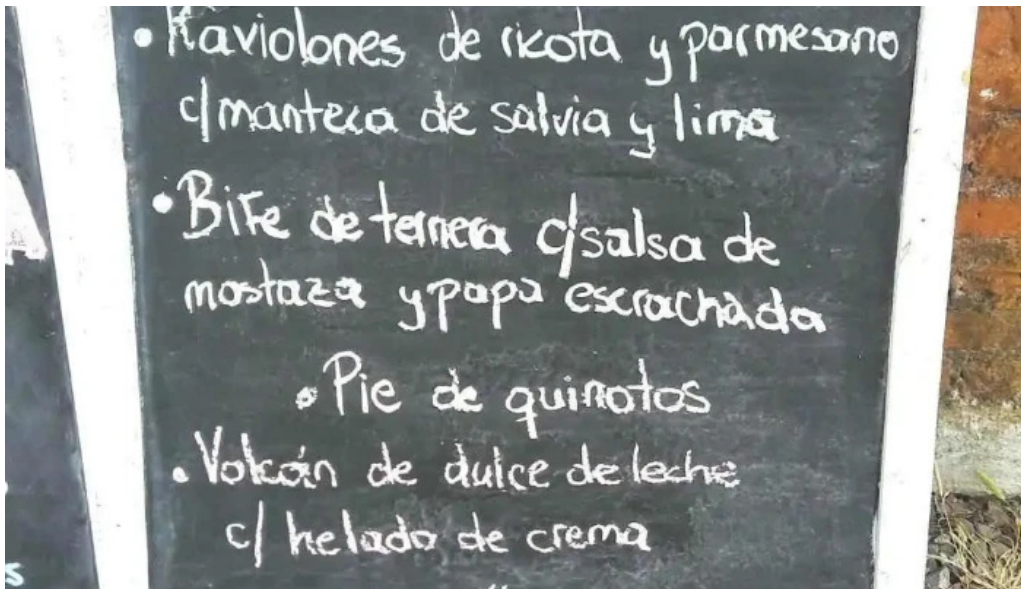 • Raviolones de ricota y parmesano
c/manteca de salvia y lima
• Bife de ternera c/salsa de
mostaza y papa escrachada
• Pie de quinotos
• Volcán de dulce de leche
c/ helado de crema
s